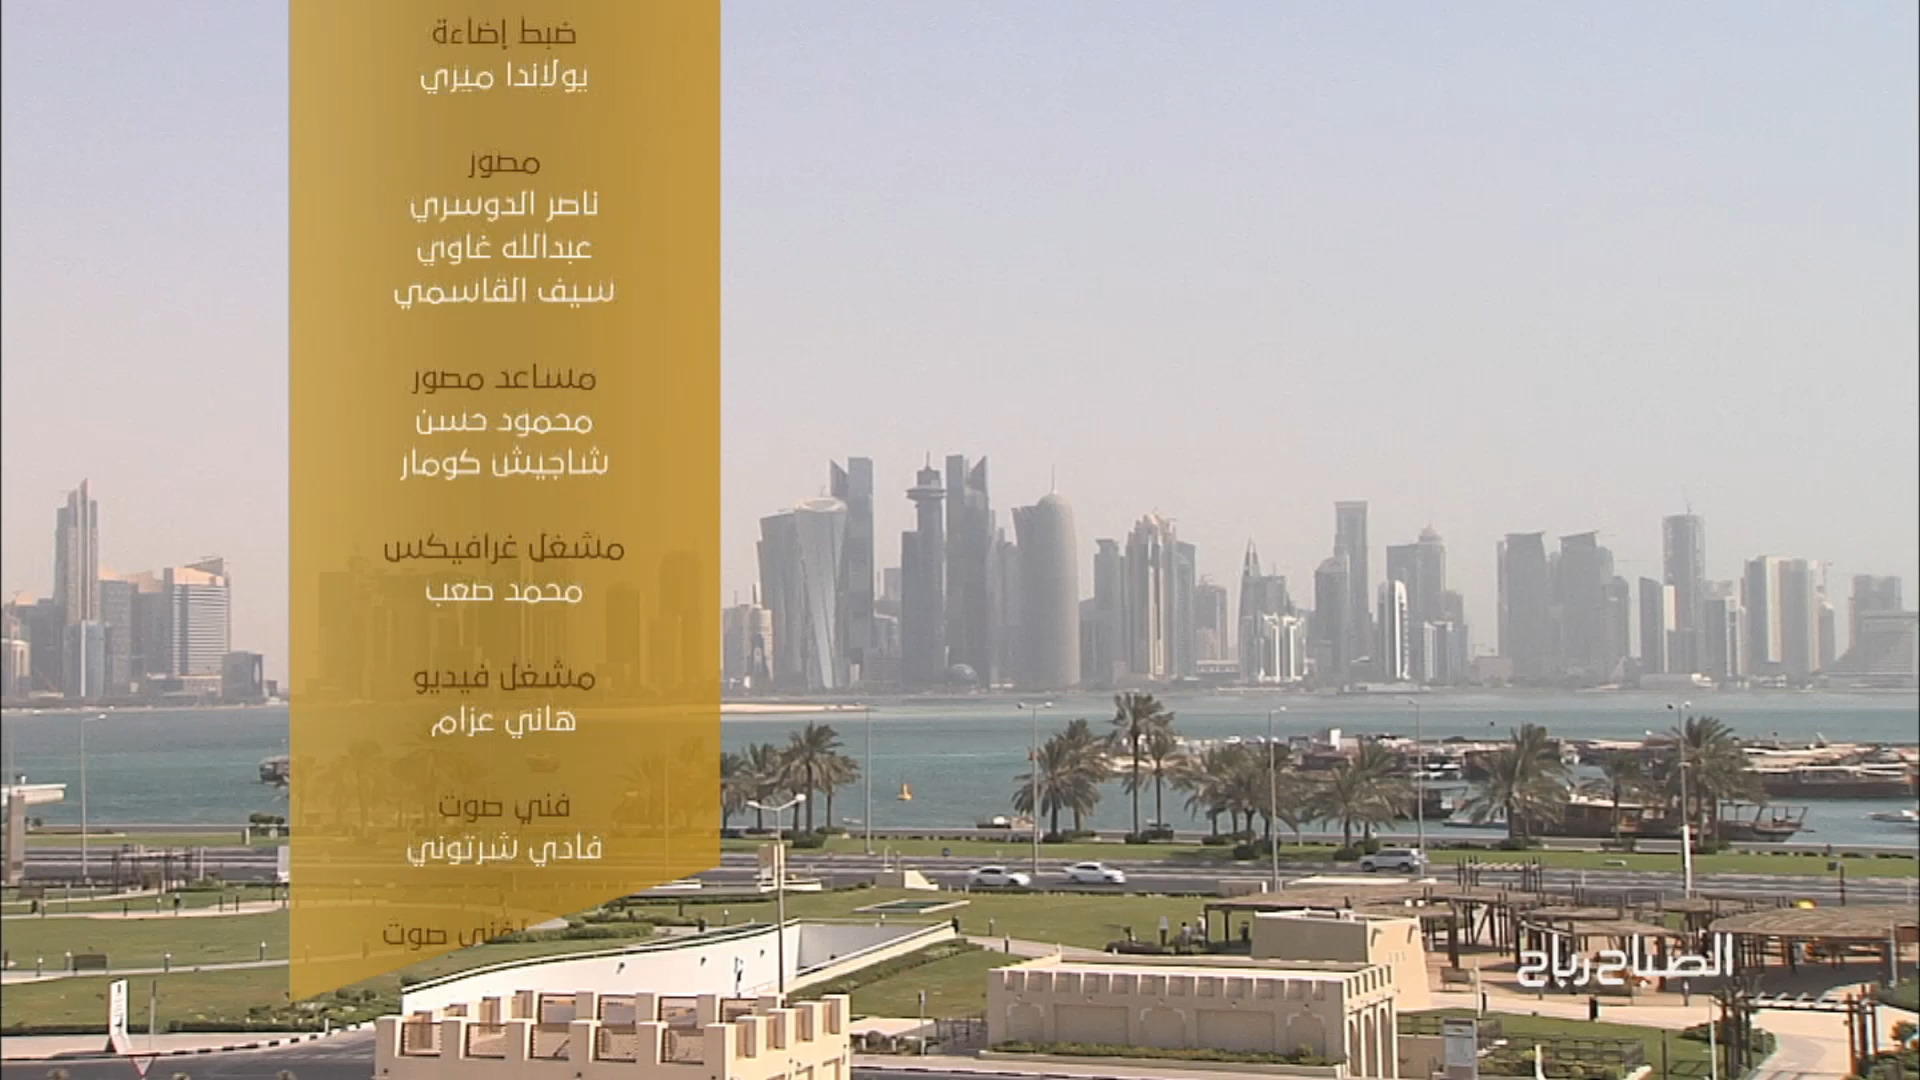 ضبط إضاءة
يولاندا ميري
مصور
ناصر الدوسري
عبدالله غاوي
سيف القاسمي
مساعد مصور
محمود حسن
شاجيش كومار
مشغل غرافيكس
محمد صعب
مشغل فيديو
هاني عزام
فني صوت
فادي شرتوني
فني صوت
الصباح رباح